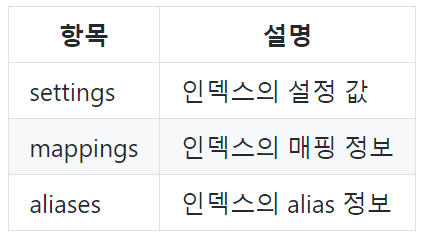 항목 설명
settings 인덱스의 설정 값
mappings 인덱스의 매핑 정보
aliases 인덱스의 alias 정보